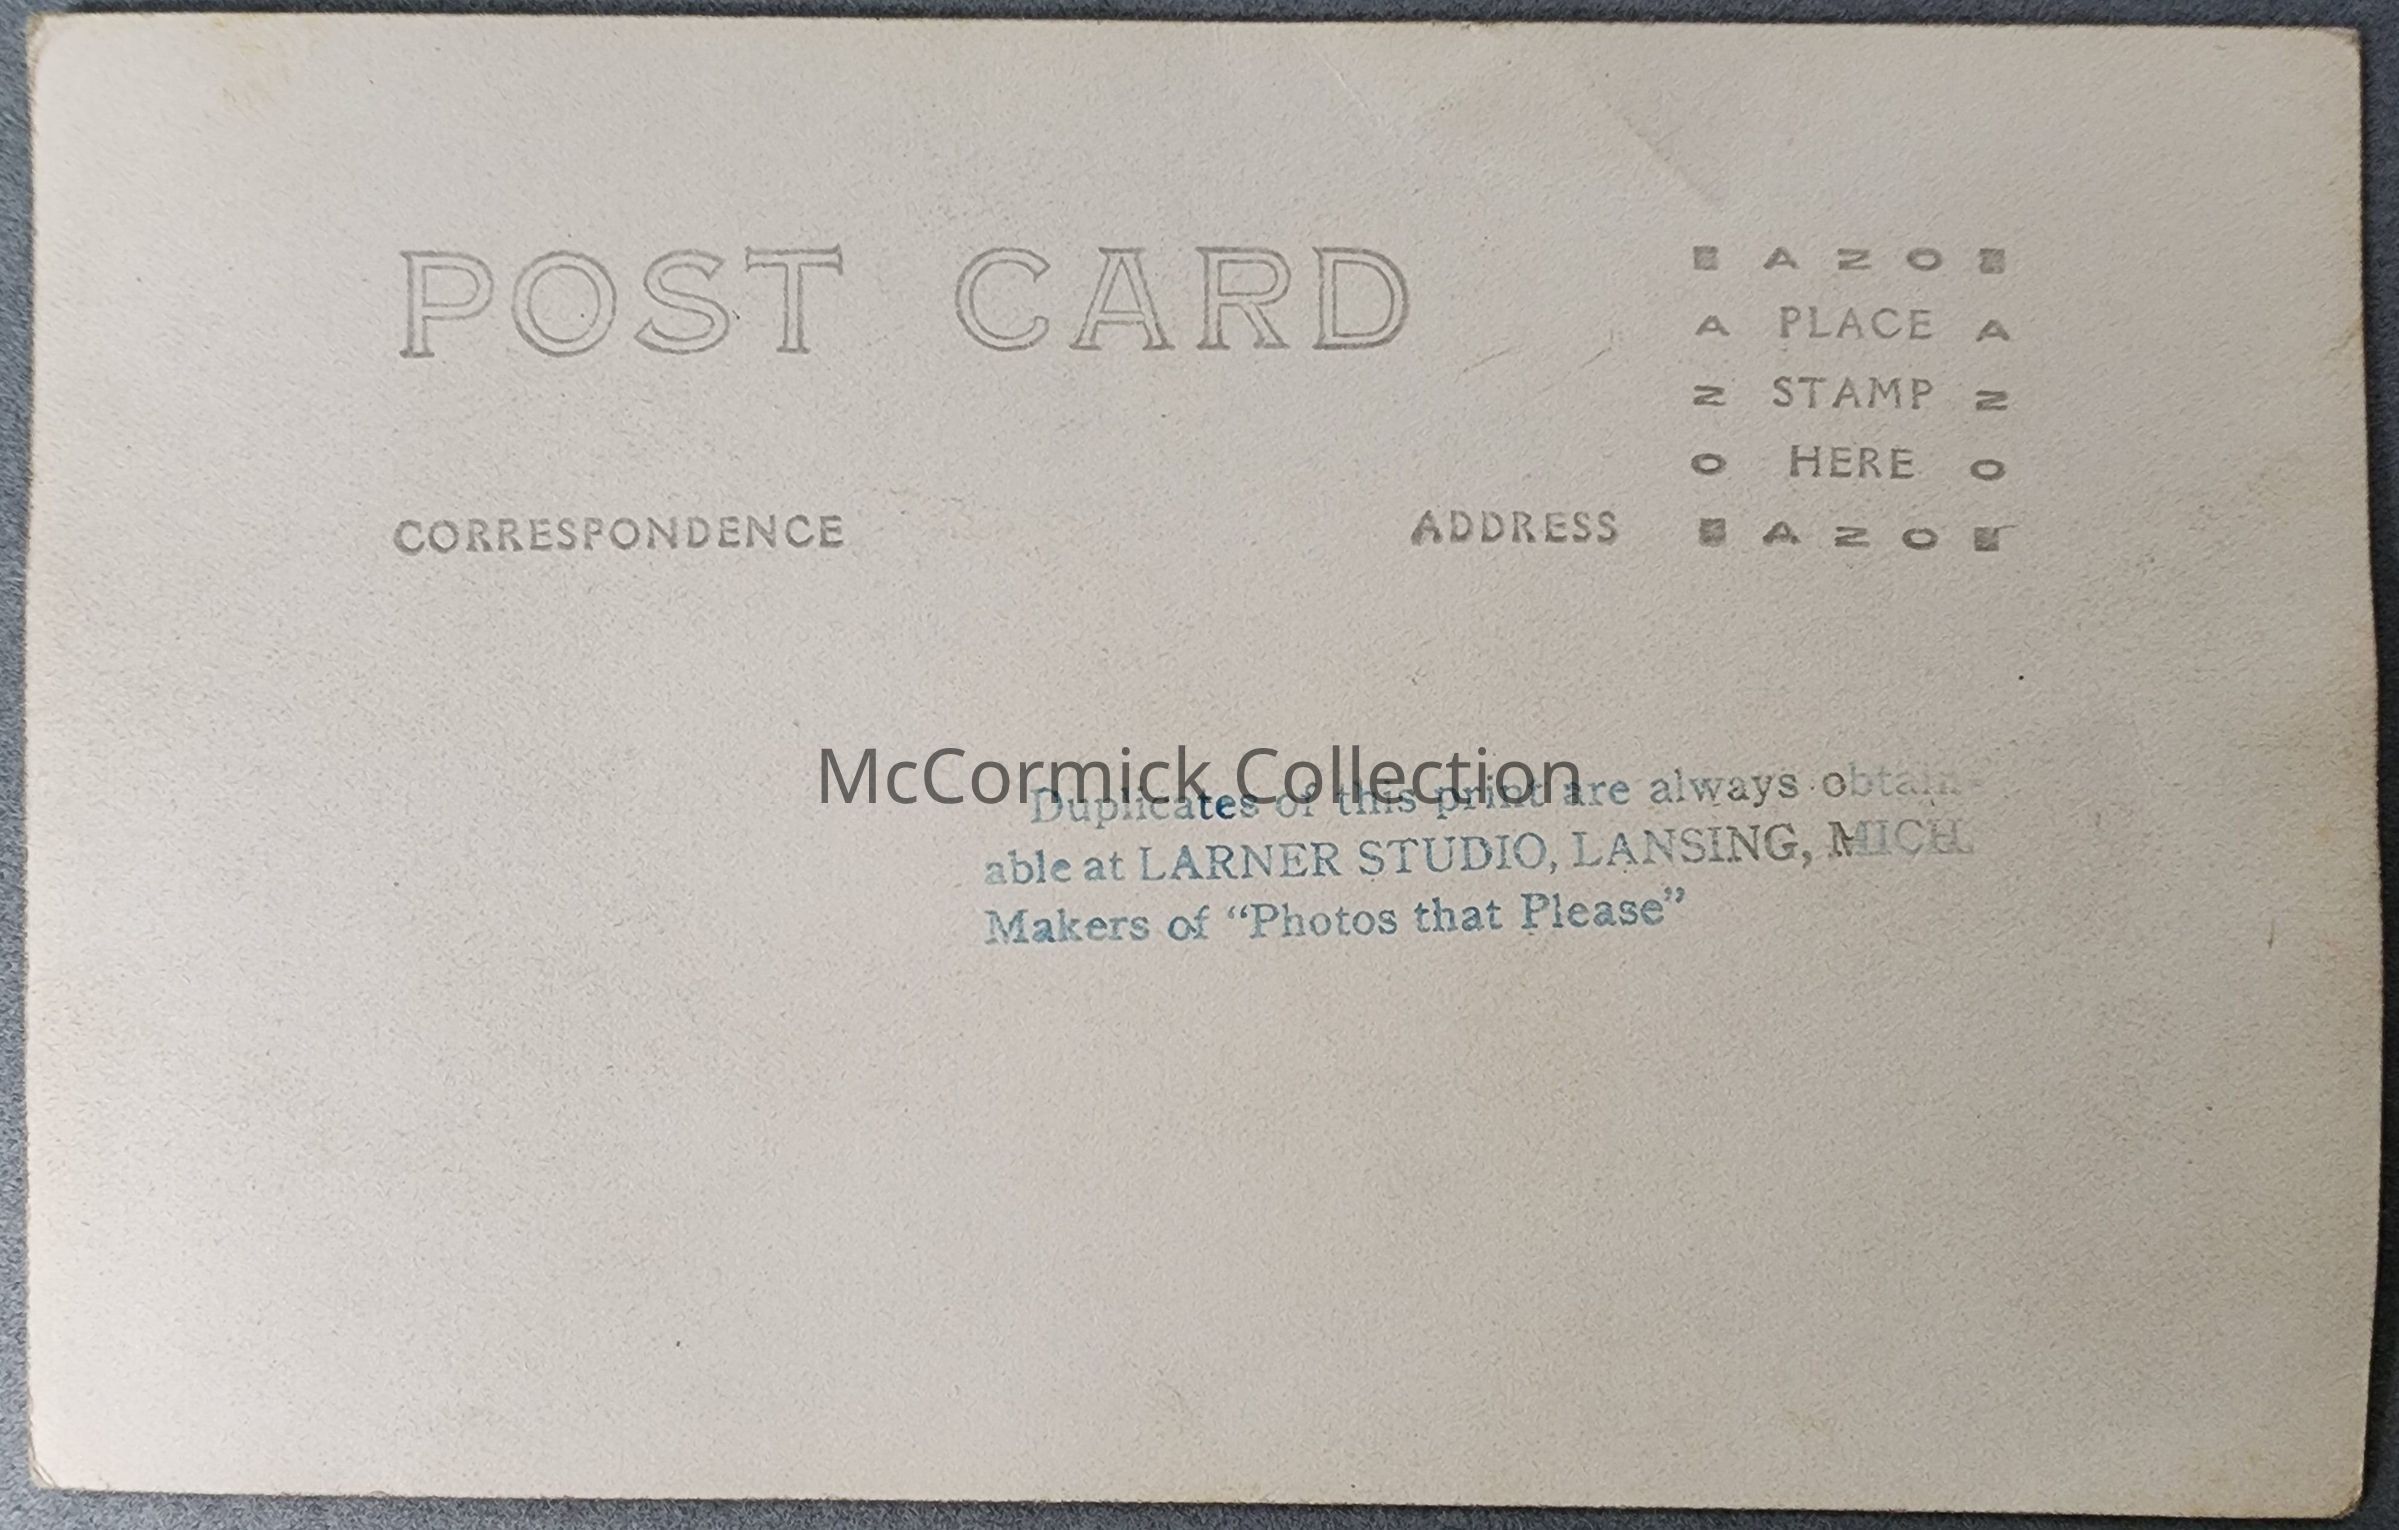 POST CARD
AZO
A PLACE A
Z STAMP Z
O HERE O
AZO
CORRESPONDENCE
ADDRESS
McCormick Collection
Duplicates of this print are always obtain-
able at LARNER STUDIO, LANSING, MICH.
Makers of “Photos that Please”